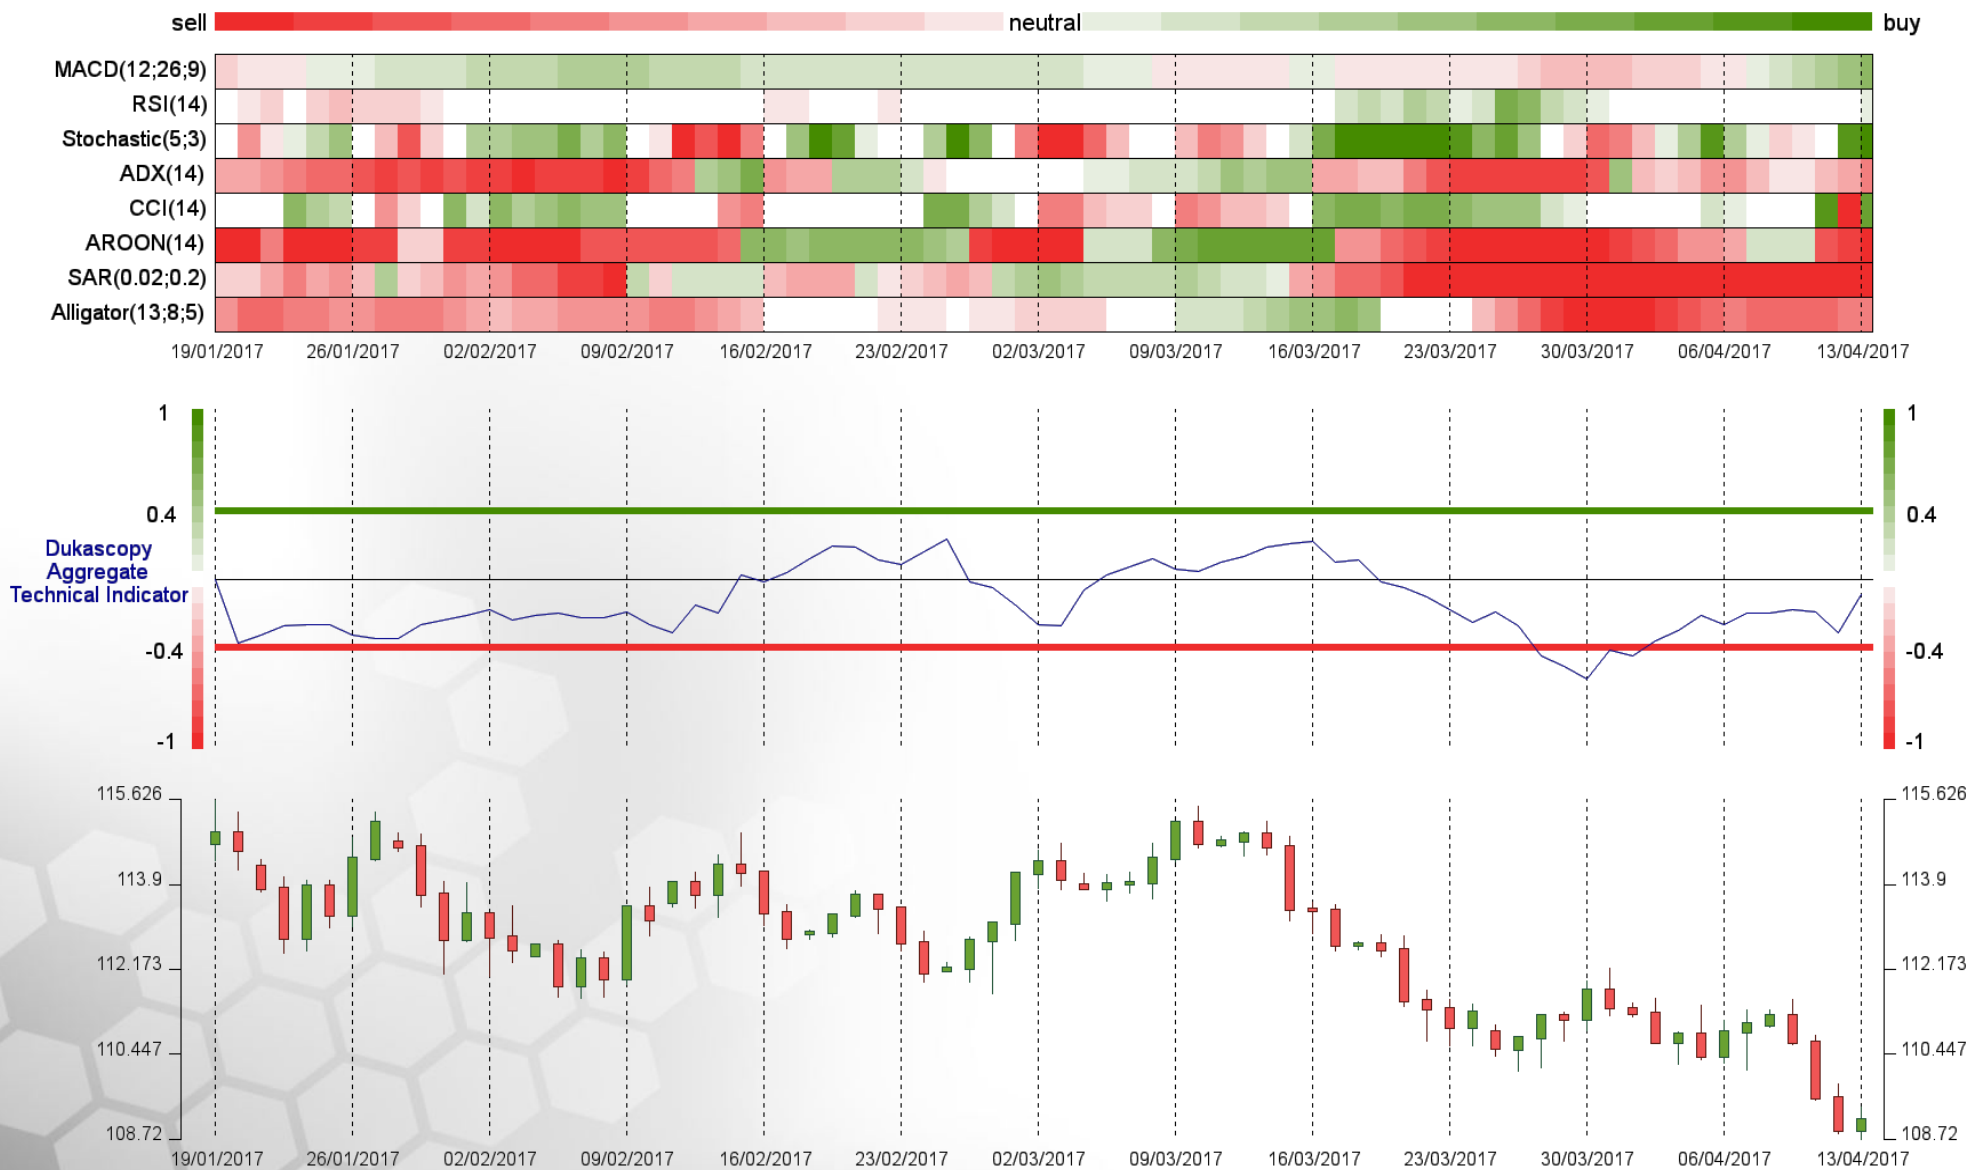 sell neutral buy
MACD(12;26;9)
RSI(14)
Stochastic(5;3)
ADX(14)
CCI(14)
AROON(14)
SAR(0.02;0.2)
Alligator(13;8;5)
19/01/2017 26/01/2017 02/02/2017 09/02/2017 16/02/2017 23/02/2017 02/03/2017 09/03/2017 16/03/2017 23/03/2017 30/03/2017 06/04/2017 13/04/2017
1 1
0.4 0.4
Dukascopy
Aggregate
Technical Indicator
-0.4 -0.4
-1 -1
115.626 115.626
113.9 113.9
112.173 112.173
110.447 110.447
108.72 108.72
19/01/2017 26/01/2017 02/02/2017 09/02/2017 16/02/2017 23/02/2017 02/03/2017 09/03/2017 16/03/2017 23/03/2017 30/03/2017 06/04/2017 13/04/2017